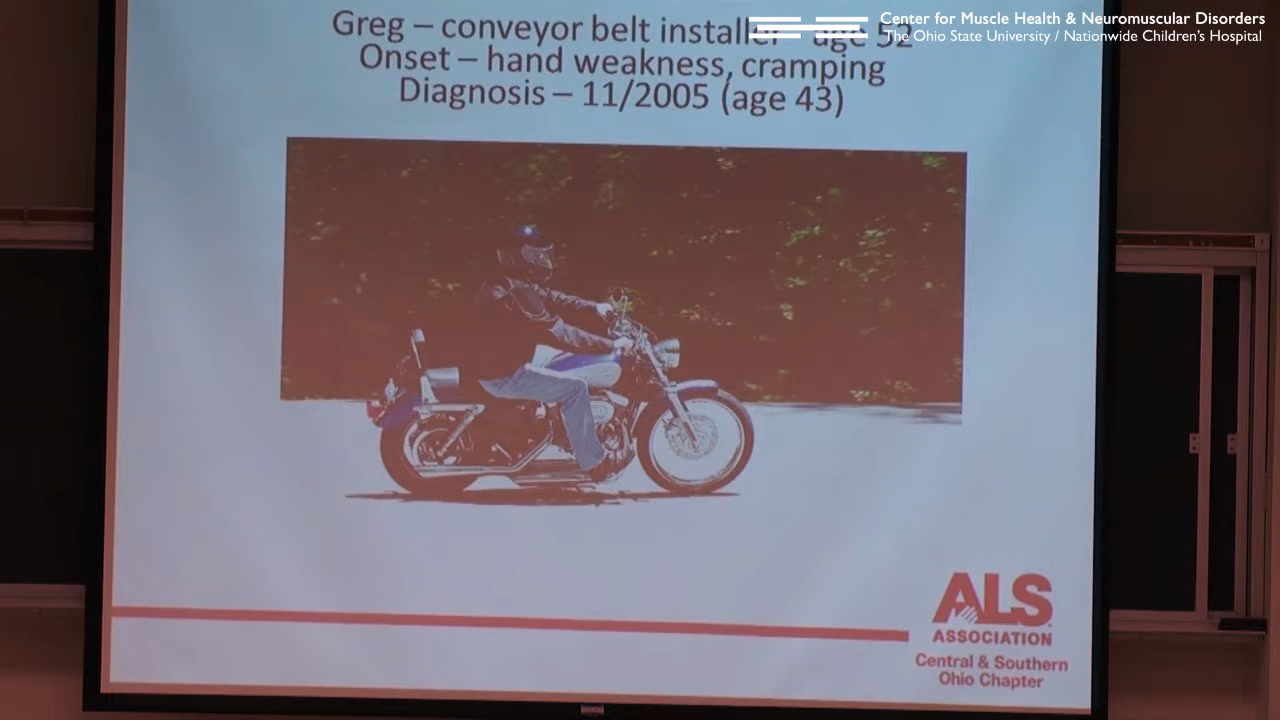 Greg – conveyor belt installer - age 52
Onset – hand weakness, cramping
Diagnosis – 11/2005 (age 43)
Center for Muscle Health & Neuromuscular Disorders
The Ohio State University / Nationwide Children's Hospital
ALS
ASSOCIATION
Central & Southern
Ohio Chapter